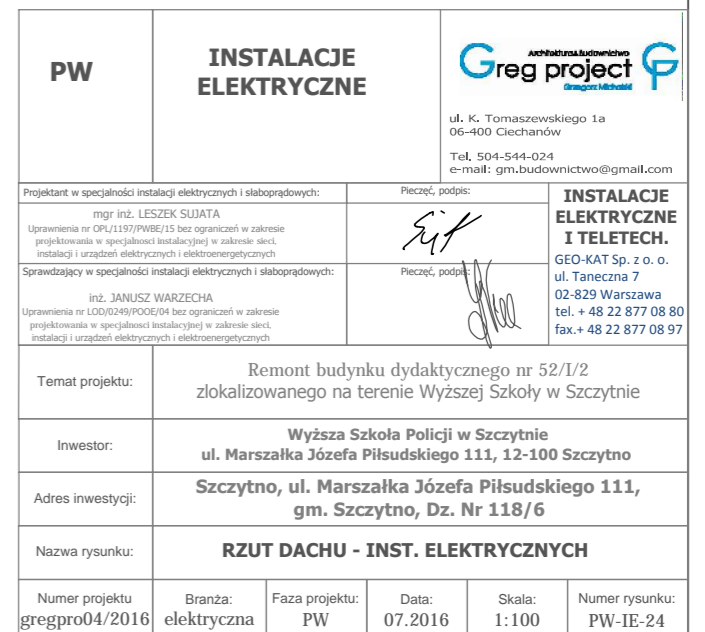 PW
INSTALACJE
ELEKTRYCZNE
Architektura & budownictwo
Greg project
Grzegorz Michalski
ul. K. Tomaszewskiego 1a
06-400 Ciechanów
Tel. 504-544-024
e-mail: gm.budownictwo@gmail.com
Projektant w specjalności instalacji elektrycznych i słaboprądowych:
Pieczęć, podpis:
mgr inż. LESZEK SUJATA
Uprawnienia nr OPL/1197/PWBE/15 bez ograniczeń w zakresie
projektowania w specjalnosci instalacyjnej w zakresie sieci,
instalacji i urządzeń elektrycznych i elektroenergetycznych
Sprawdzający w specjalności instalacji elektrycznych i słaboprądowych:
Pieczęć, podpis:
inż. JANUSZ WARZECHA
Uprawnienia nr LOD/0249/POOE/04 bez ograniczeń w zakresie
projektowania w specjalnosci instalacyjnej w zakresie sieci,
instalacji i urządzeń elektrycznych i elektroenergetycznych
INSTALACJE
ELEKTRYCZNE
I TELETECH.
GEO-KAT Sp. z o. o.
ul. Taneczna 7
02-829 Warszawa
tel. + 48 22 877 08 80
fax.+ 48 22 877 08 97
Temat projektu:
Remont budynku dydaktycznego nr 52/I/2
zlokalizowanego na terenie Wyższej Szkoły w Szczytnie
Inwestor:
Wyższa Szkoła Policji w Szczytnie
ul. Marszałka Józefa Piłsudskiego 111, 12-100 Szczytno
Adres inwestycji:
Szczytno, ul. Marszałka Józefa Piłsudskiego 111,
gm. Szczytno, Dz. Nr 118/6
Nazwa rysunku:
RZUT DACHU - INST. ELEKTRYCZNYCH
Numer projektu
gregpro04/2016
Branża:
elektryczna
Faza projektu:
PW
Data:
07.2016
Skala:
1:100
Numer rysunku:
PW-IE-24